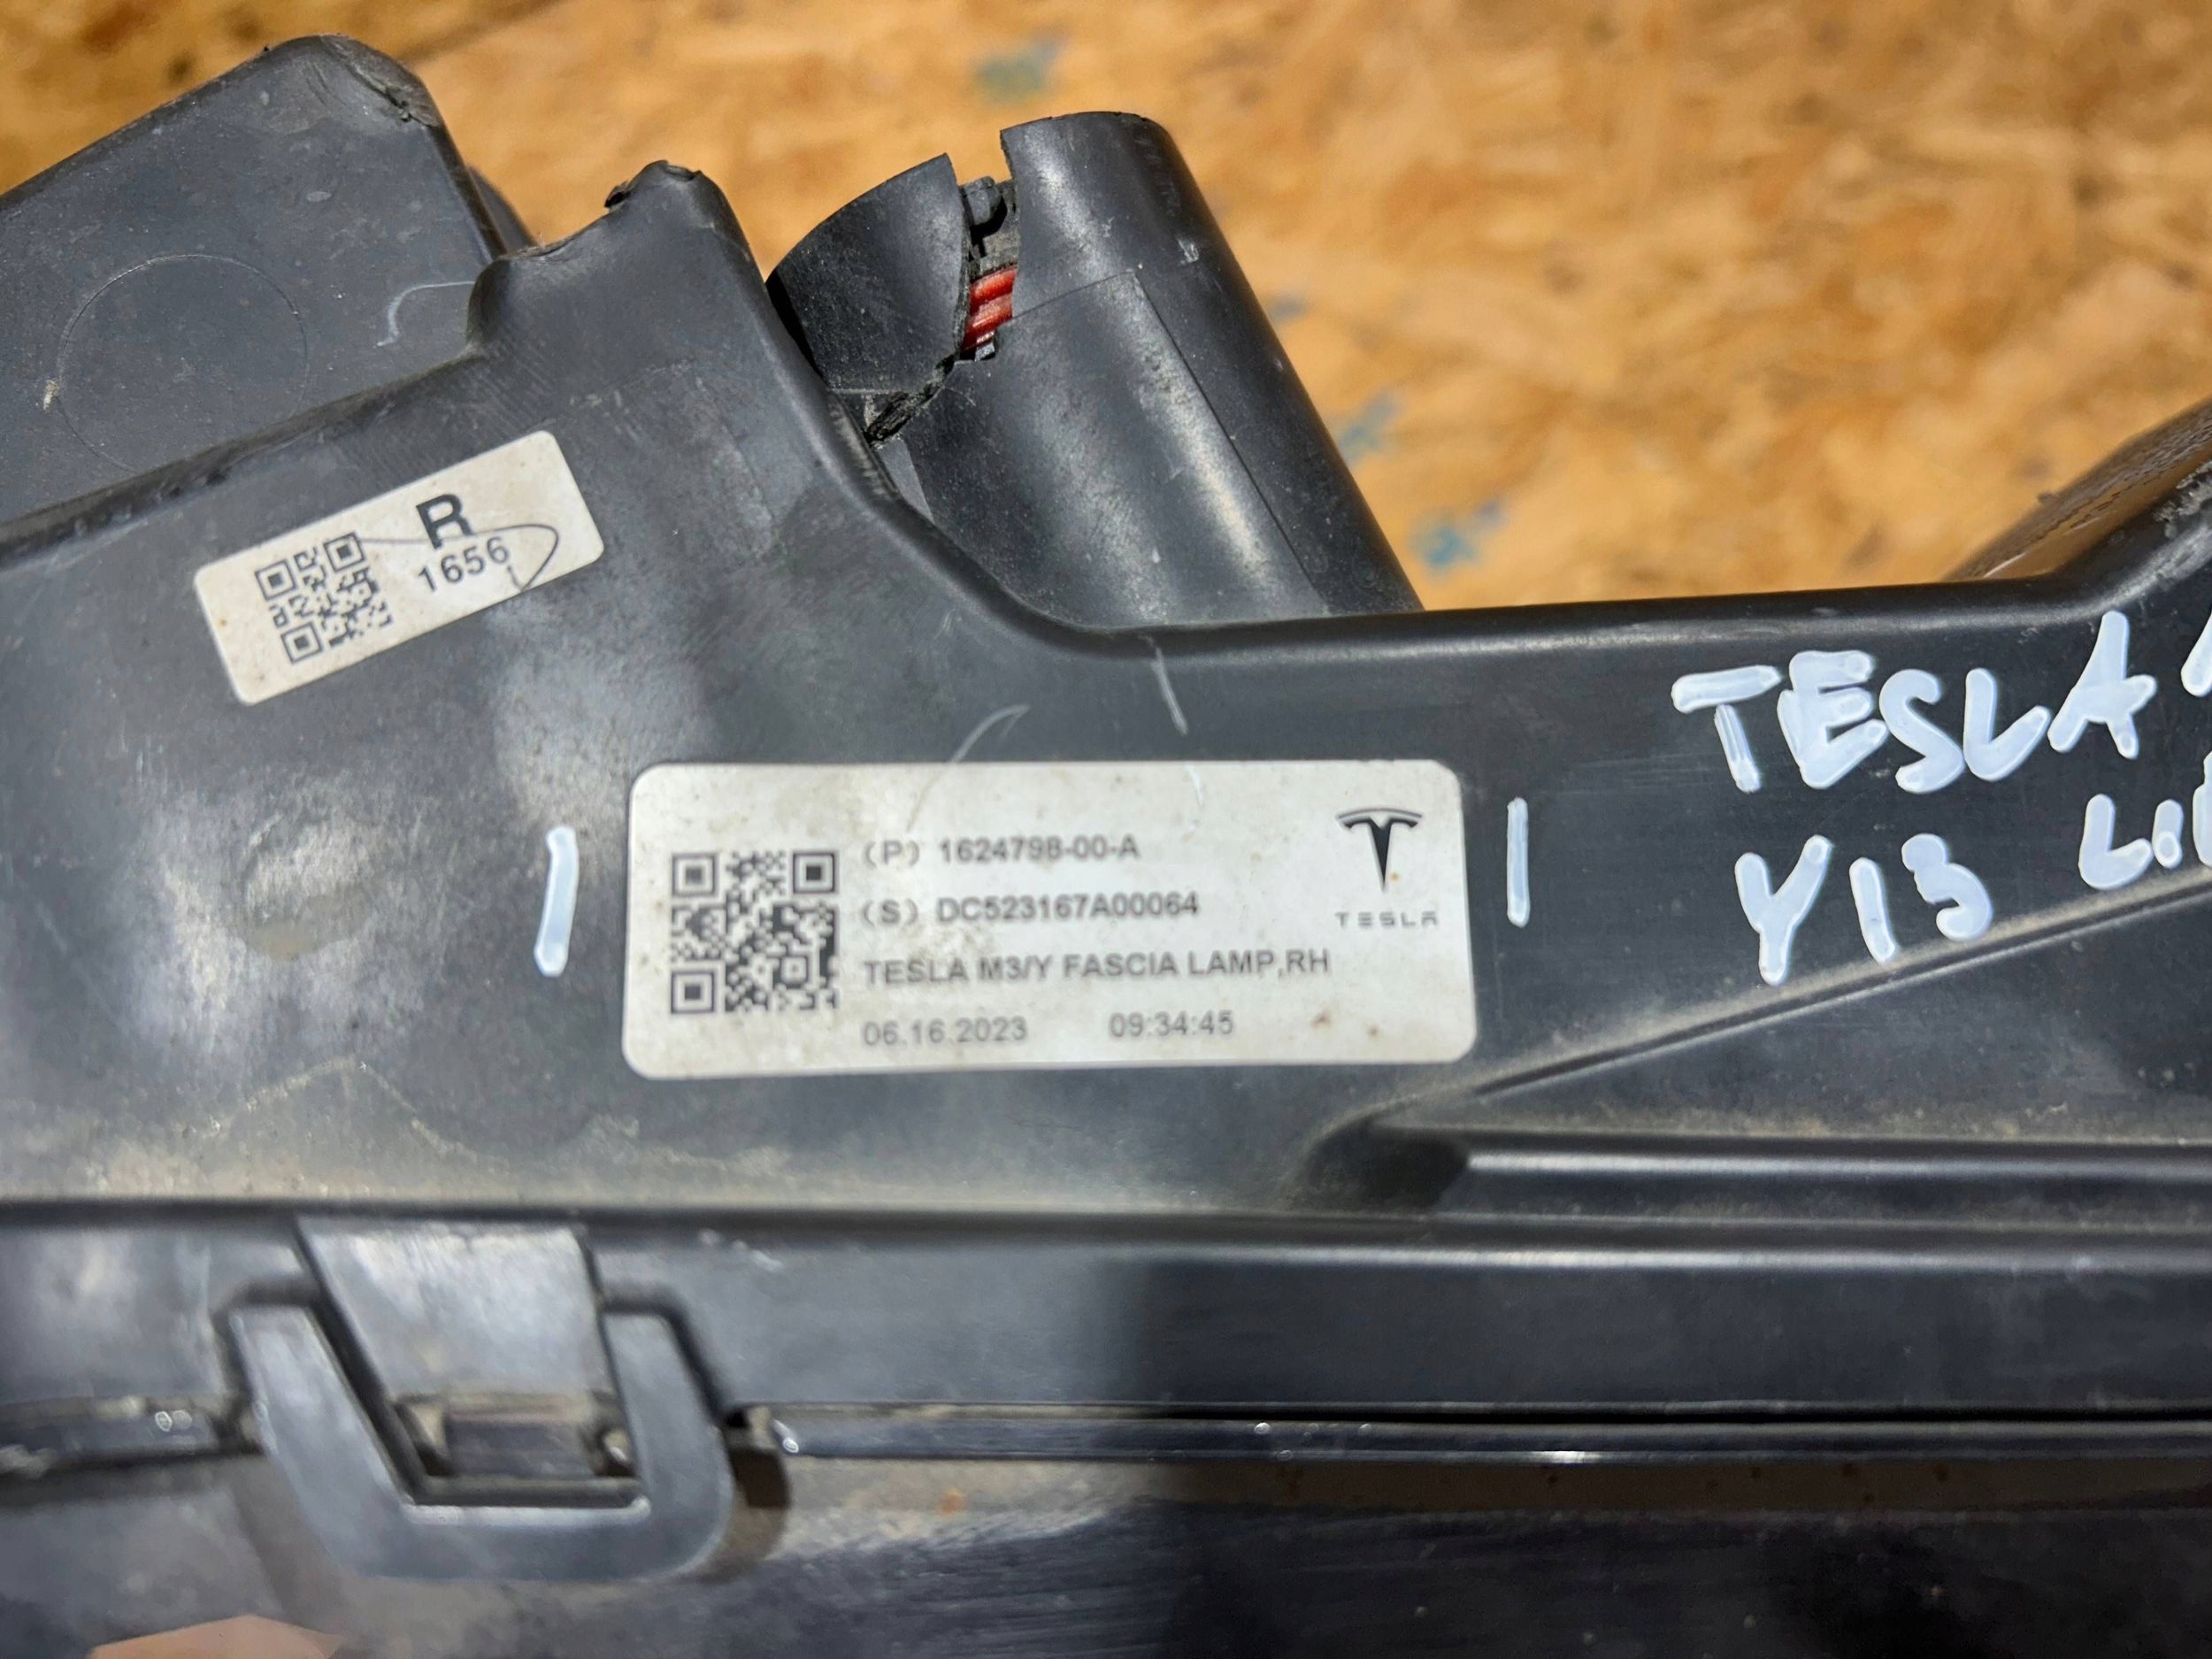 R
1656
(P) 1624798-00-A
(S) DC523167A00064
TESLA M3/Y FASCIA LAMP,RH
06.16.2023 09:34:45
TESLA
TESLA
Y13